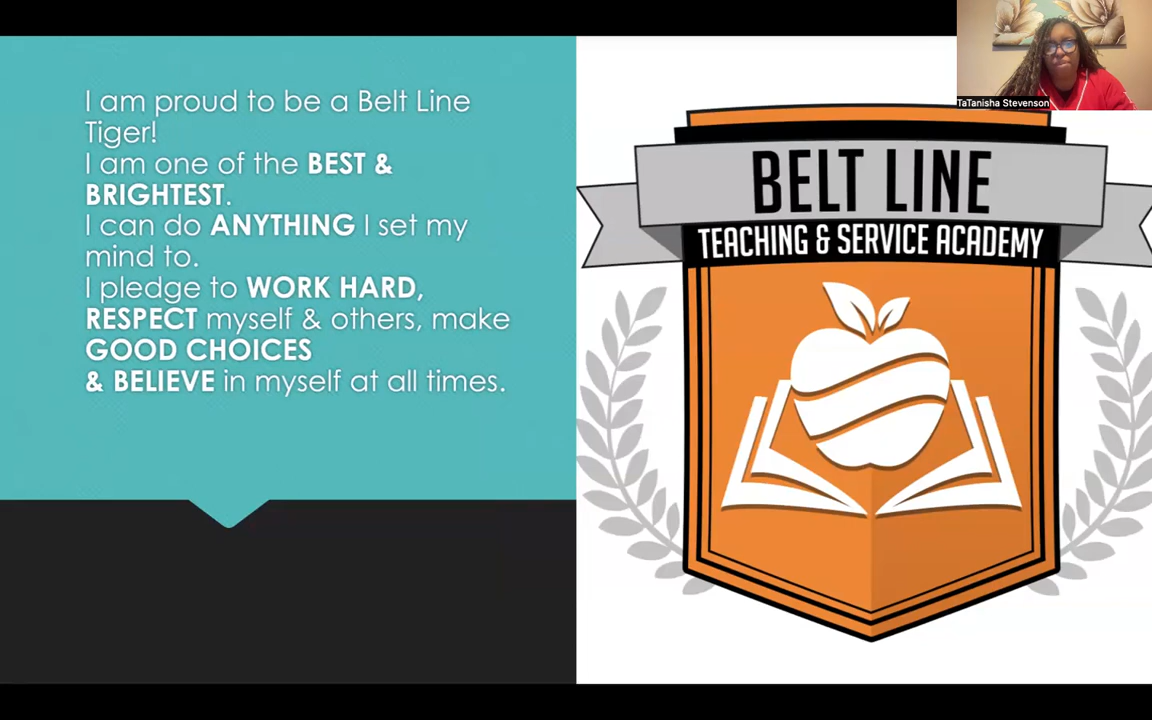 I am proud to be a Belt Line
Tiger!
I am one of the BEST &
BRIGHTEST.
I can do ANYTHING I set my
mind to.
I pledge to WORK HARD,
RESPECT myself & others, make
GOOD CHOICES
& BELIEVE in myself at all times.
TaTanisha Stevenson
BELT LINE
TEACHING & SERVICE ACADEMY